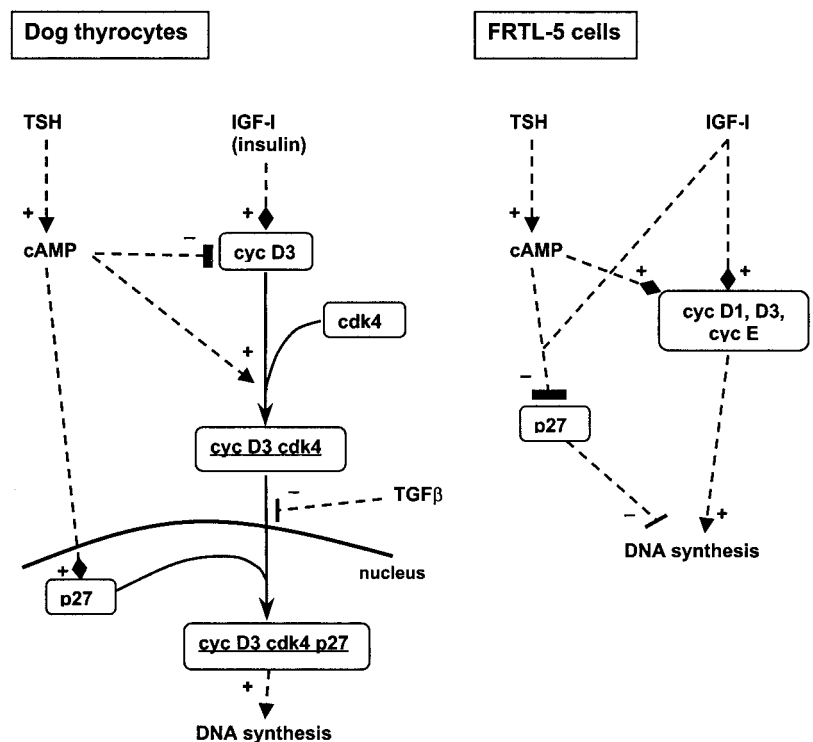 Dog thyrocytes
TSH
IGF-I
(insulin)
+
+
cAMP
–
cyc D3
cdk4
+
cyc D3 cdk4
–
TGFβ
nucleus
+
p27
cyc D3 cdk4 p27
+
DNA synthesis
FRTL-5 cells
TSH
IGF-I
+
cAMP
+
+
cyc D1, D3,
cyc E
–
p27
–
+
DNA synthesis